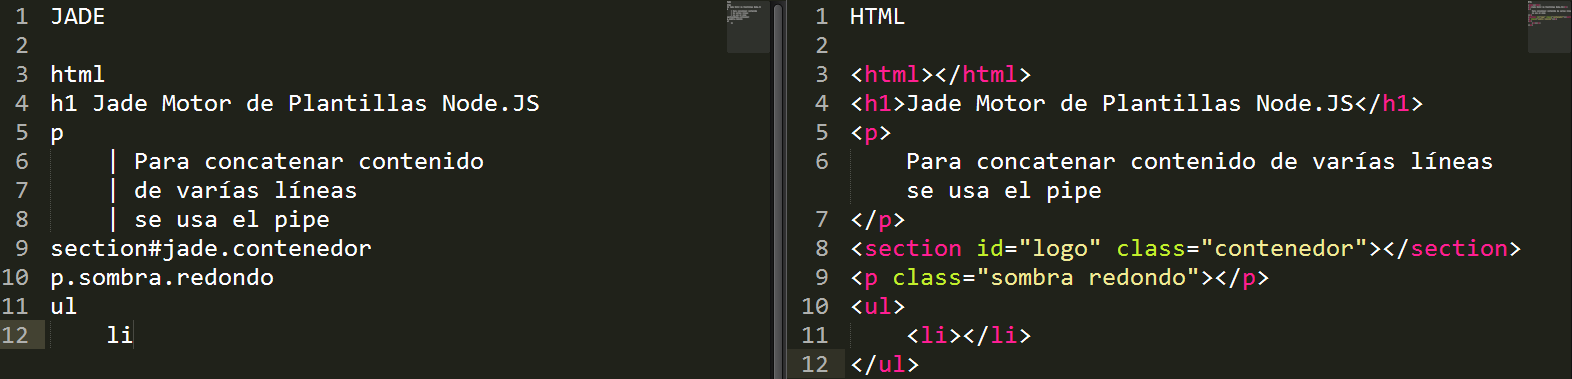 1 JADE
2
3 html
4 h1 Jade Motor de Plantillas Node.JS
5 p
6     | Para concatenar contenido
7     | de varías líneas
8     | se usa el pipe
9 section#jade.contenedor
10 p.sombra.redondo
11 ul
12     li
1 HTML
2
3 <html></html>
4 <h1>Jade Motor de Plantillas Node.JS</h1>
5 <p>
6     Para concatenar contenido de varías líneas
    se usa el pipe
7 </p>
8 <section id="logo" class="contenedor"></section>
9 <p class="sombra redondo"></p>
10 <ul>
11     <li></li>
12 </ul>